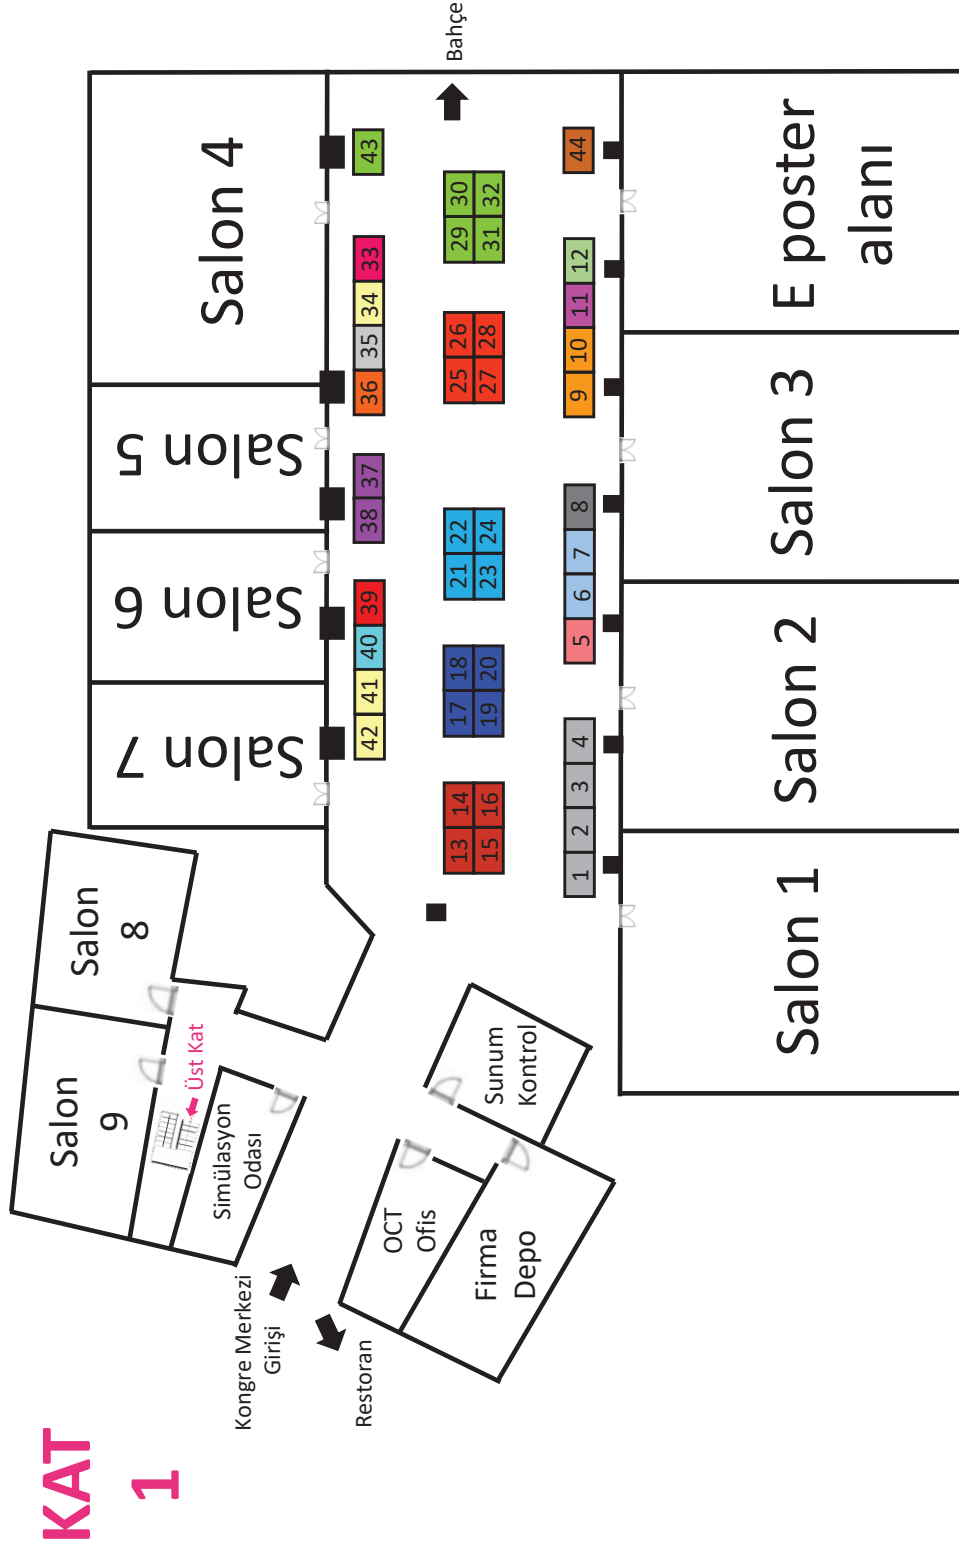 KAT
1
Salon
9
Salon
8
Üst Kat
Simülasyon
Odası
Kongre Merkezi
Girişi
Restoran
OCT
Ofis
Firma
Depo
Sunum
Kontrol
Salon 7
Salon 6
Salon 5
Salon 4
42 41 40 39
38 37
36 35 34 33
43
13 14
15 16
17 18
19 20
21 22
23 24
25 26
27 28
29 30
31 32
Bahçe
1 2 3 4
5 6 7 8
9 10 11 12
44
Salon 1
Salon 2
Salon 3
E poster
alanı